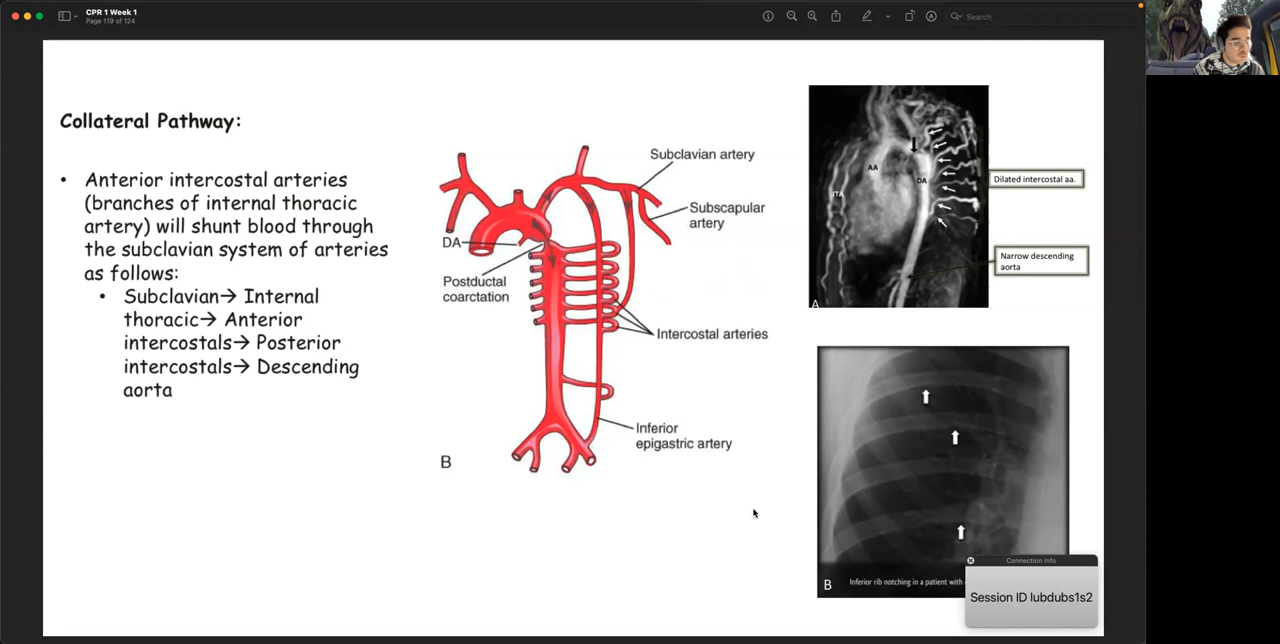 CPR 1 Week 1
Page 119 of 124
Search
Collateral Pathway:
• Anterior intercostal arteries
(branches of internal thoracic
artery) will shunt blood through
the subclavian system of arteries
as follows:
• Subclavian→ Internal
thoracic→ Anterior
intercostals→ Posterior
intercostals→ Descending
aorta
Subclavian artery
Subscapular
artery
DA
Postductal
coarctation
Intercostal arteries
Inferior
epigastric artery
B
AA
DA
ITA
A
Dilated intercostal aa.
Narrow descending
aorta
B
Inferior rib notching in a patient with
Connection Info
Session ID lubdubs1s2